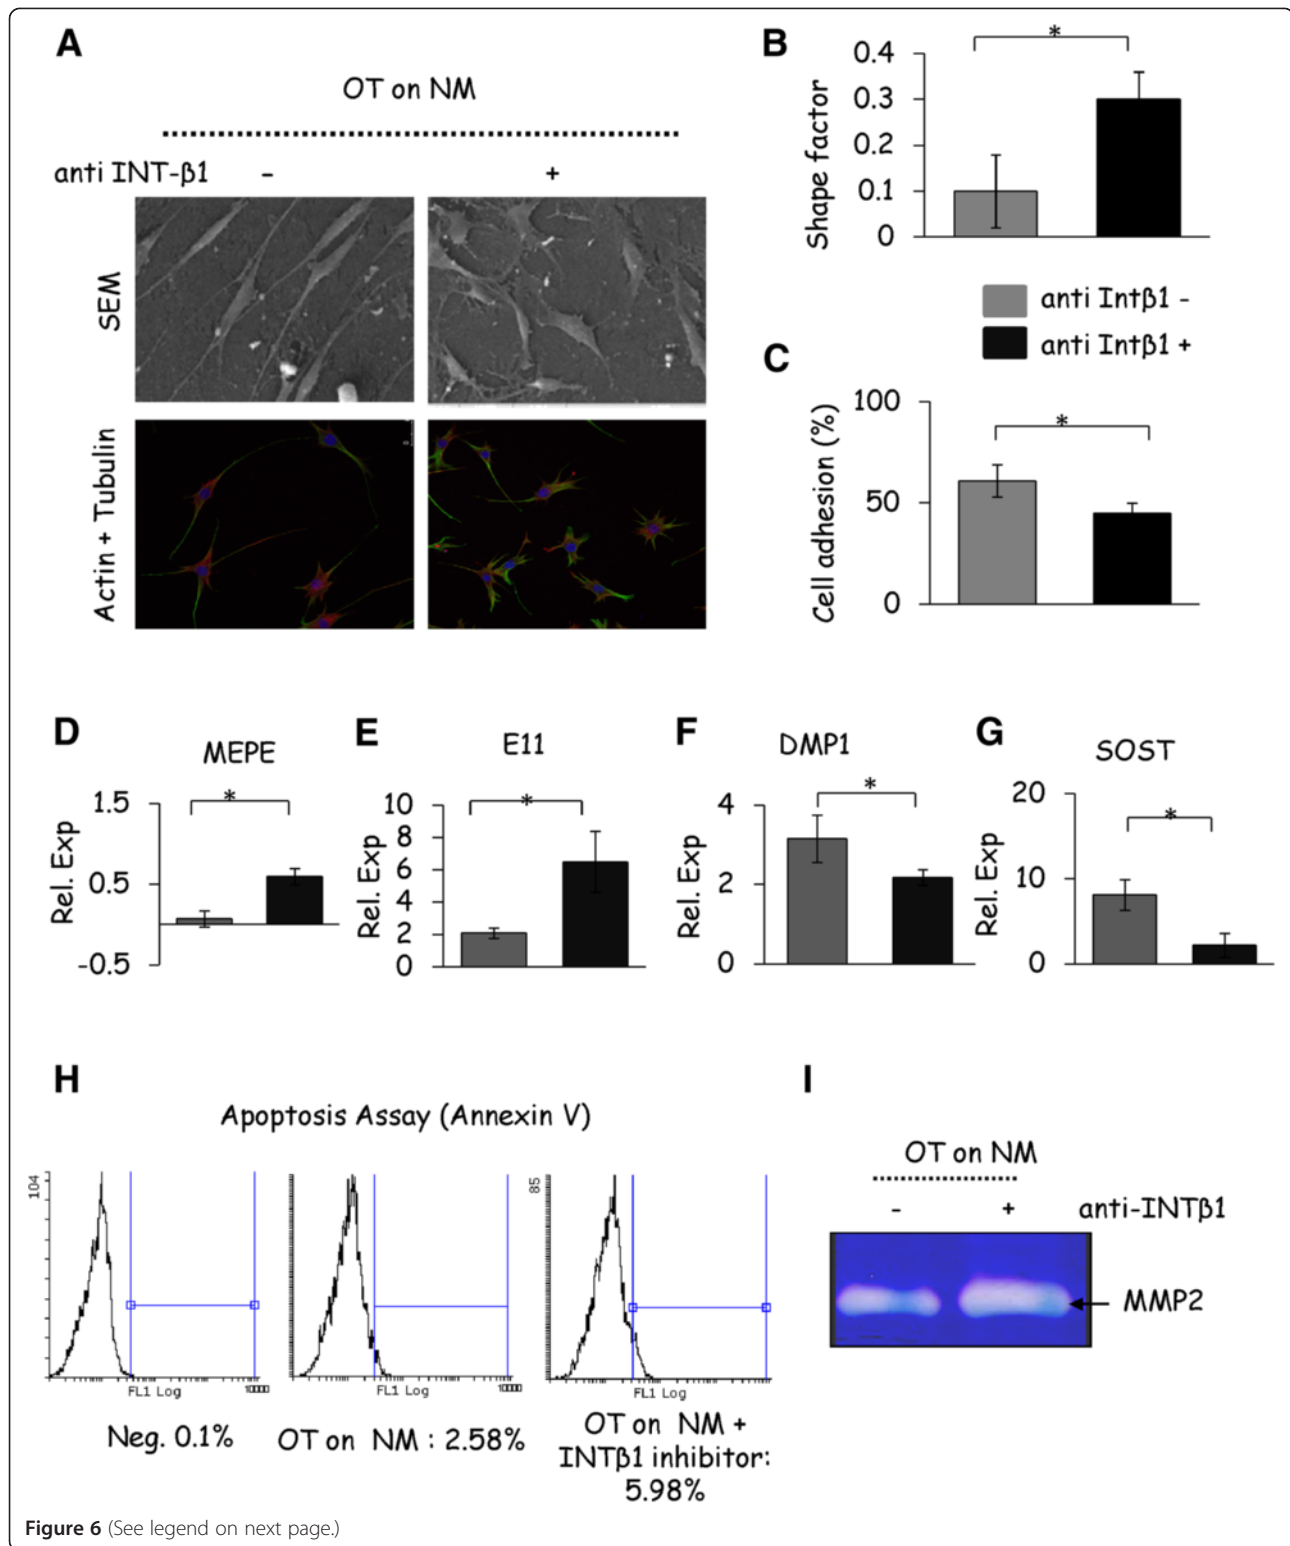 A
OT on NM
anti INT-β1 - +
SEM
Actin + Tubulin
B
Shape factor
0.4
0.3
0.2
0.1
0
*
anti Intβ1 -
anti Intβ1 +
C
Cell adhesion (%)
100
50
0
*
D
MEPE
Rel. Exp
1.5
0.5
-0.5
*
E
E11
Rel. Exp
10
8
6
4
2
0
*
F
DMP1
Rel. Exp
4
2
0
*
G
SOST
Rel. Exp
20
10
0
*
H
Apoptosis Assay (Annexin V)
104
FL1 Log
10000
Neg. 0.1%
FL1 Log
10000
OT on NM : 2.58%
85
FL1 Log
10000
OT on NM +
INTβ1 inhibitor:
5.98%
I
OT on NM
- + anti-INTβ1
MMP2
Figure 6 (See legend on next page.)